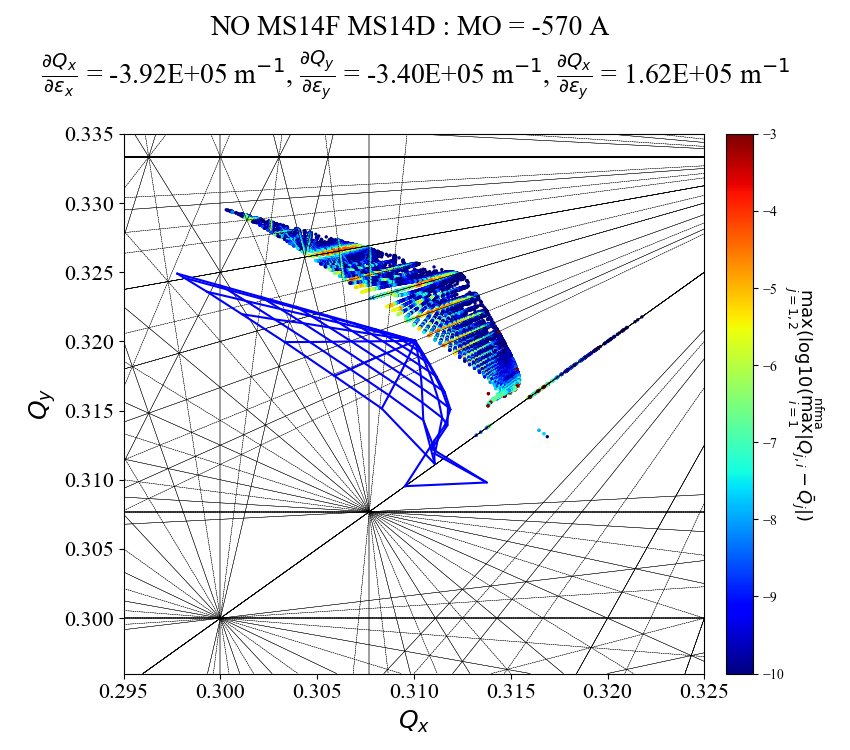 NO MS14F MS14D : MO = -570 A
∂Qx/∂εx = -3.92E+05 m⁻¹, ∂Qy/∂εy = -3.40E+05 m⁻¹, ∂Qx/∂εy = 1.62E+05 m⁻¹
0.335
0.330
0.325
0.320
0.315
0.310
0.305
0.300
Qy
0.295 0.300 0.305 0.310 0.315 0.320 0.325
Qx
−3
−4
−5
−6
−7
−8
−9
−10
max j=1,2 (log10(max i=1 nfma |Qj,i − Q̄j|))